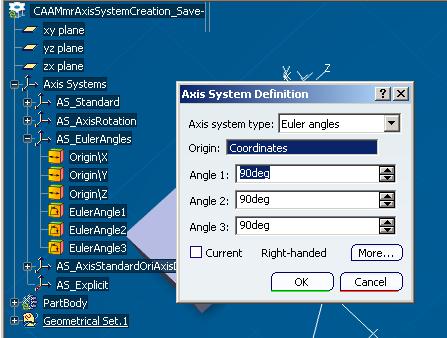 CAAMmrAxisSystemCreation_Save-
xy plane
yz plane
zx plane
Axis Systems
AS_Standard
AS_AxisRotation
AS_EulerAngles
Origin\X
Origin\Y
Origin\Z
EulerAngle1
EulerAngle2
EulerAngle3
AS_AxisStandardOriAxisD
AS_Explicit
PartBody
Geometrical Set.1
Y
Z
Axis System Definition
?
Axis system type: Euler angles
Origin: Coordinates
Angle 1: 90deg
Angle 2: 90deg
Angle 3: 90deg
Current Right-handed More...
OK Cancel